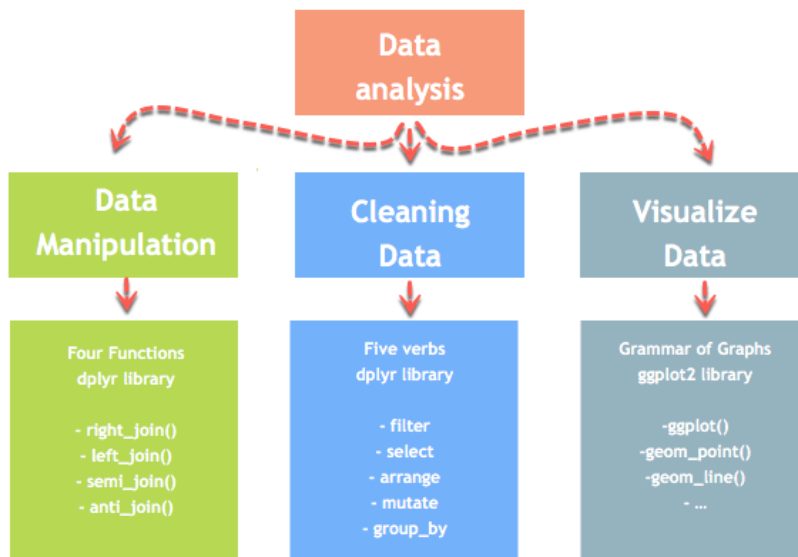 Data
analysis
Data
Manipulation
Cleaning
Data
Visualize
Data
Four Functions
dplyr library
- right_join()
- left_join()
- semi_join()
- anti_join()
Five verbs
dplyr library
- filter
- select
- arrange
- mutate
- group_by
Grammar of Graphs
ggplot2 library
-ggplot()
-geom_point()
-geom_line()
- ...